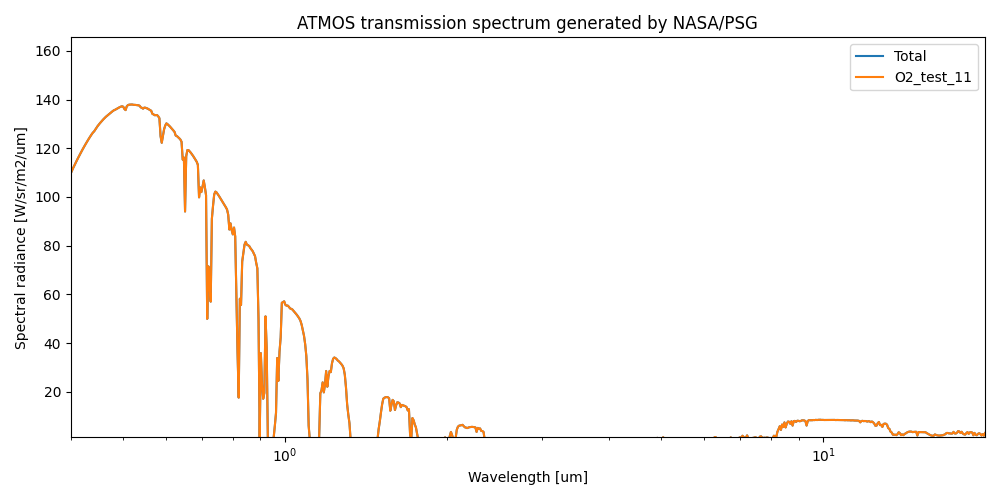 ATMOS transmission spectrum generated by NASA/PSG
Spectral radiance [W/sr/m2/um]
160
140
120
100
80
60
40
20
Total
O2_test_11
10⁰
10¹
Wavelength [um]